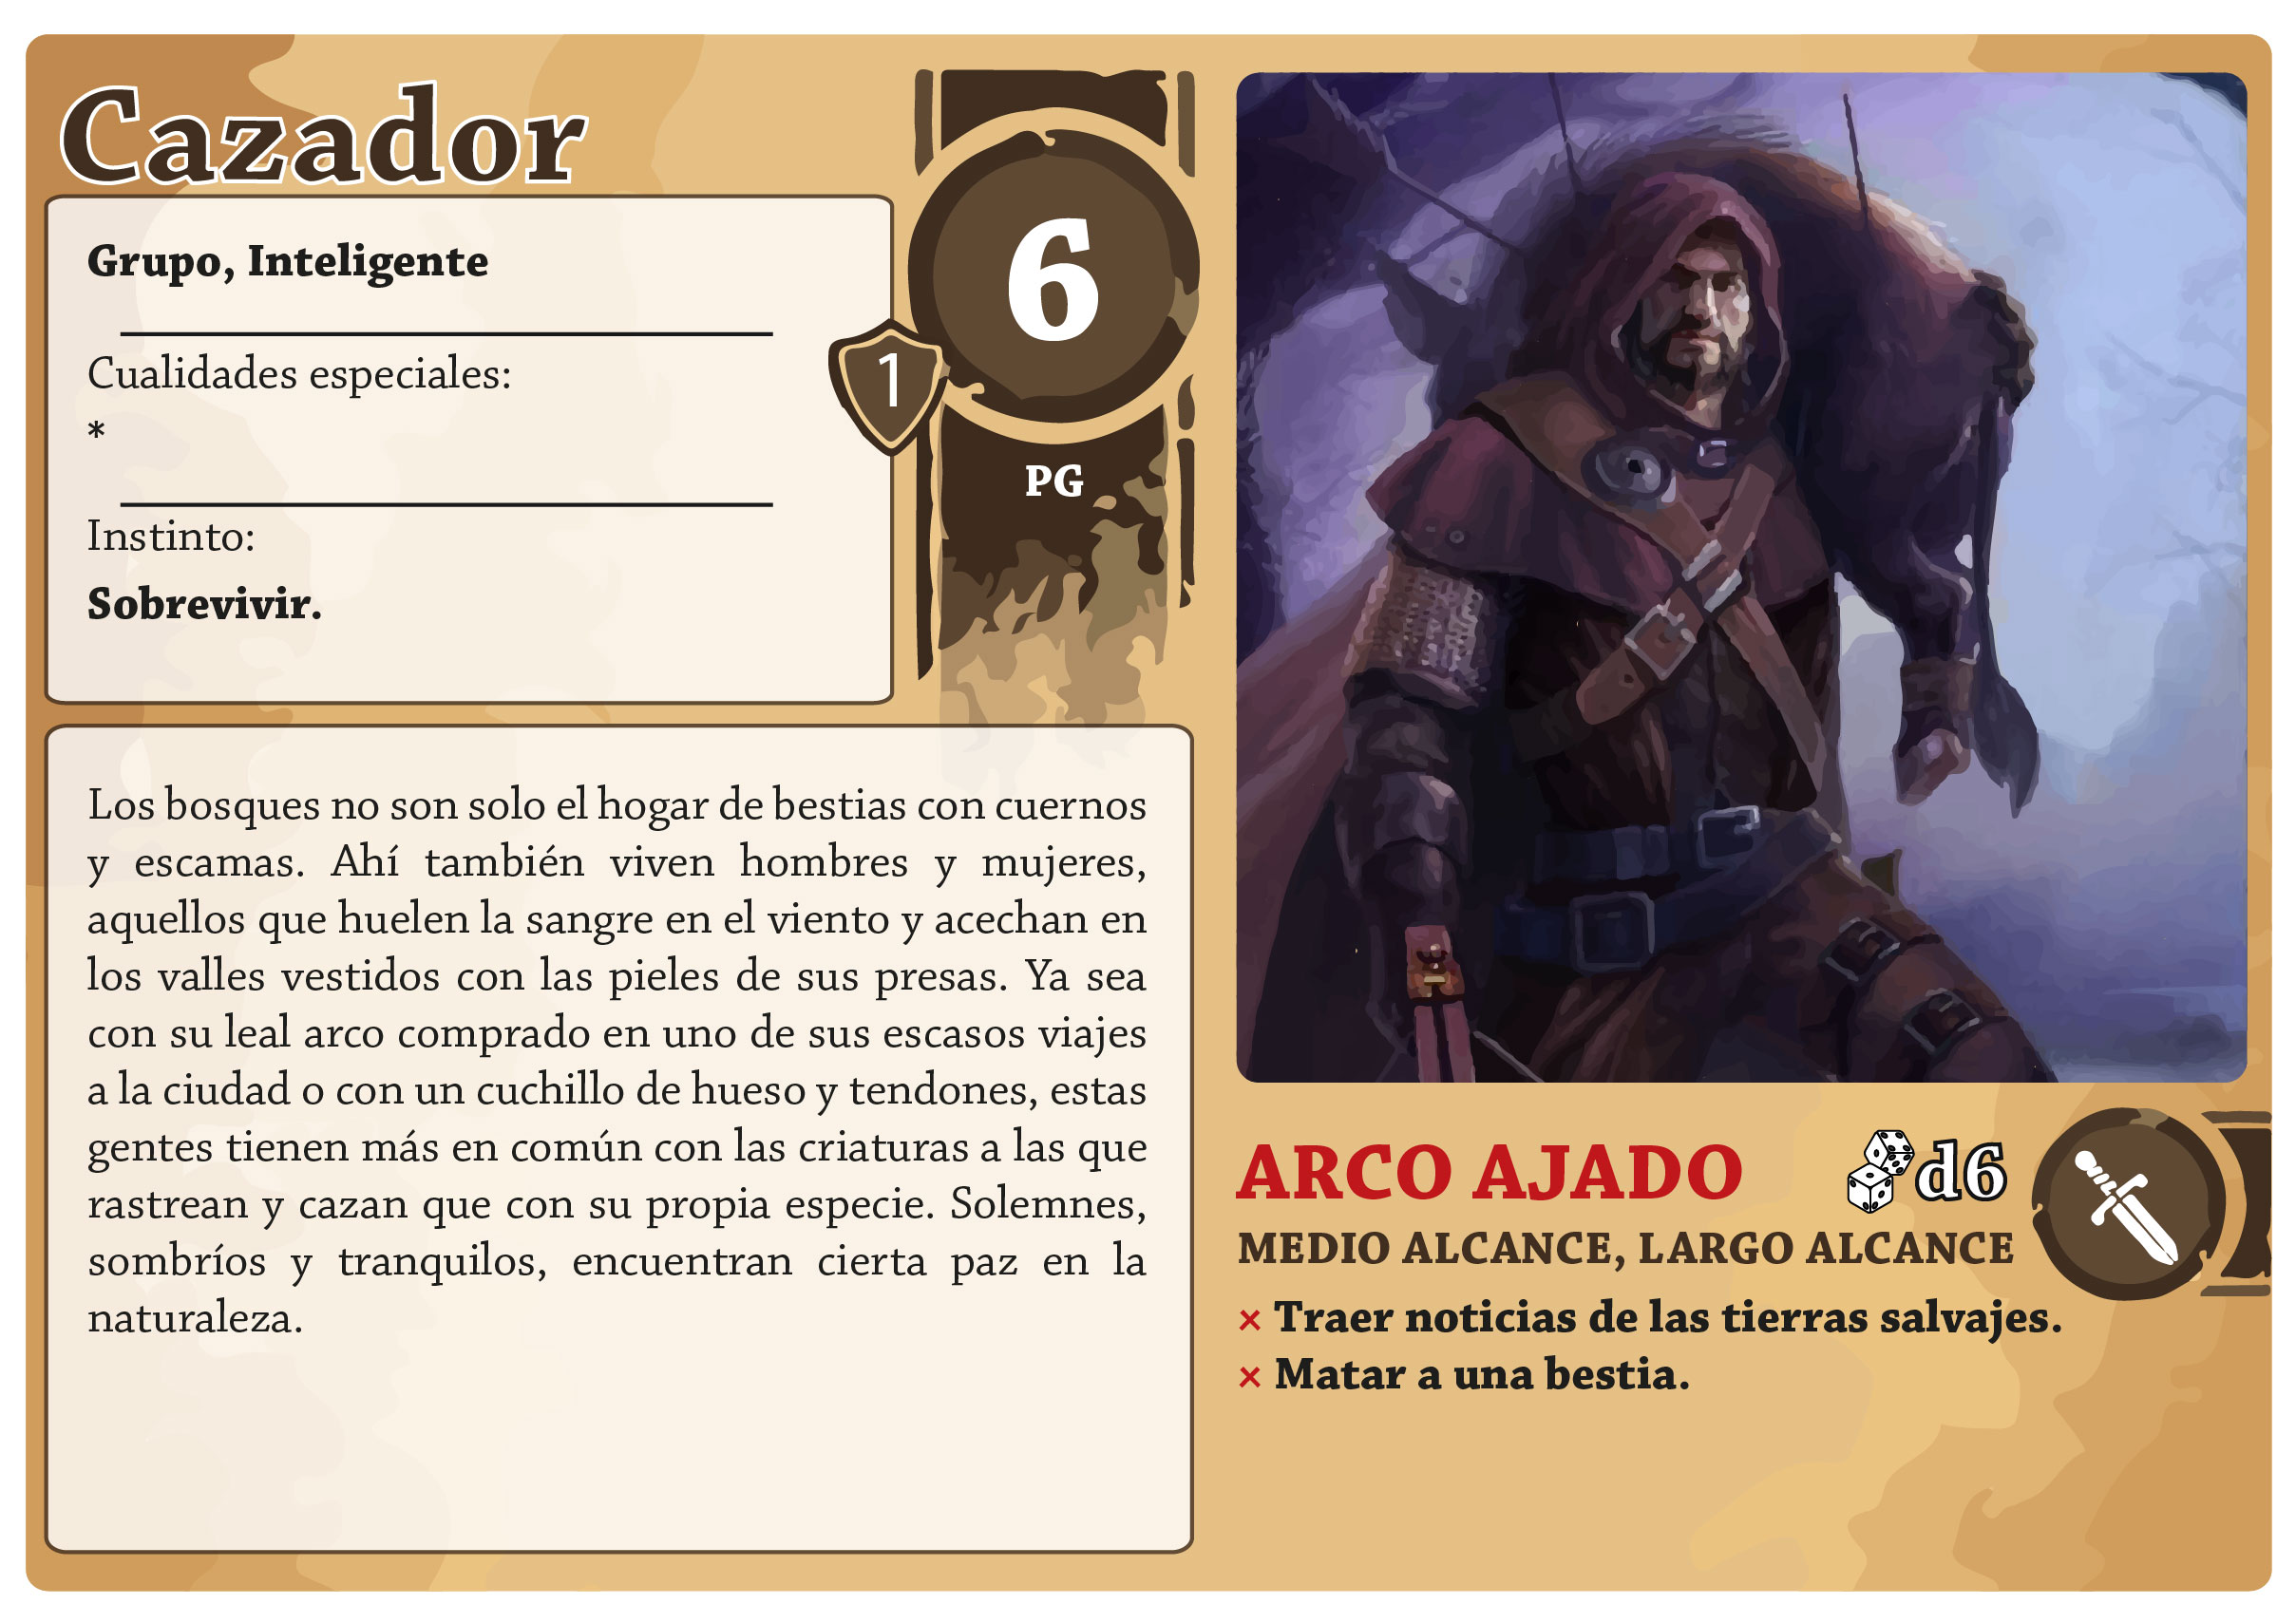 Cazador
Grupo, Inteligente
Cualidades especiales:
*
Instinto:
Sobrevivir.
6
1
PG
Los bosques no son solo el hogar de bestias con cuernos
y escamas. Ahí también viven hombres y mujeres,
aquellos que huelen la sangre en el viento y acechan en
los valles vestidos con las pieles de sus presas. Ya sea
con su leal arco comprado en uno de sus escasos viajes
a la ciudad o con un cuchillo de hueso y tendones, estas
gentes tienen más en común con las criaturas a las que
rastrean y cazan que con su propia especie. Solemnes,
sombríos y tranquilos, encuentran cierta paz en la
naturaleza.
ARCO AJADO d6
MEDIO ALCANCE, LARGO ALCANCE
× Traer noticias de las tierras salvajes.
× Matar a una bestia.